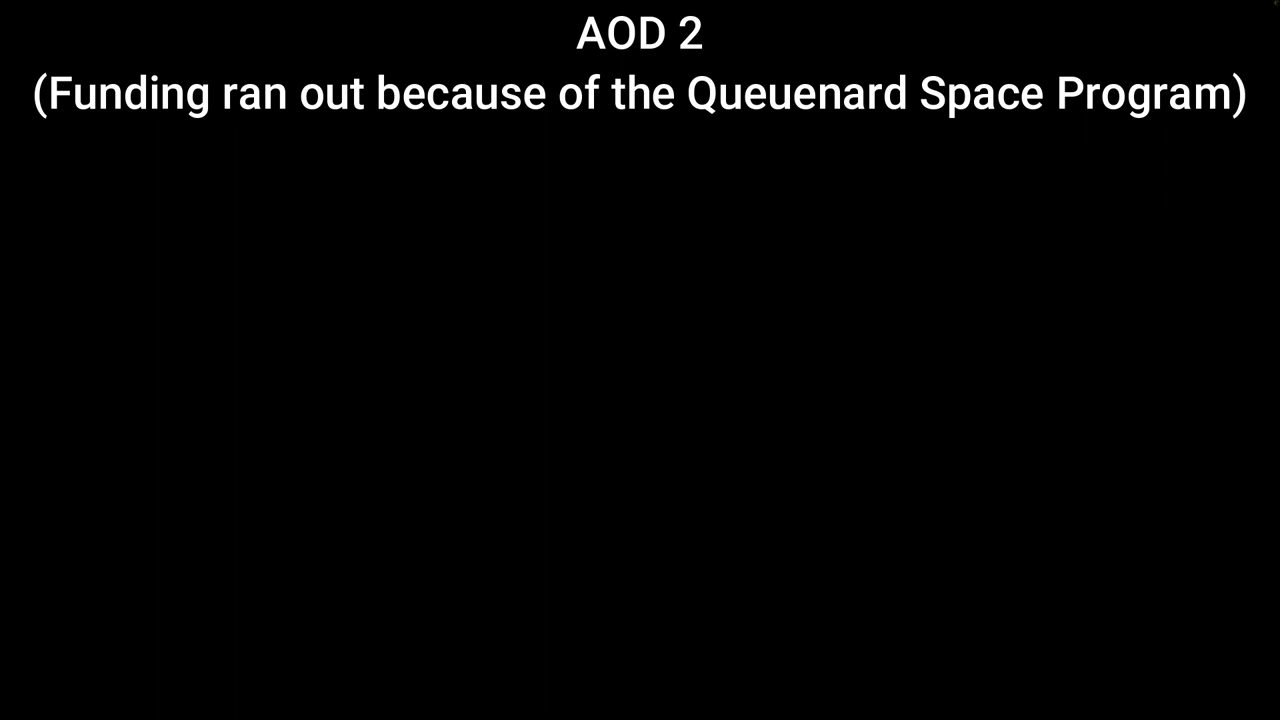 AOD 2
(Funding ran out because of the Queuenard Space Program)